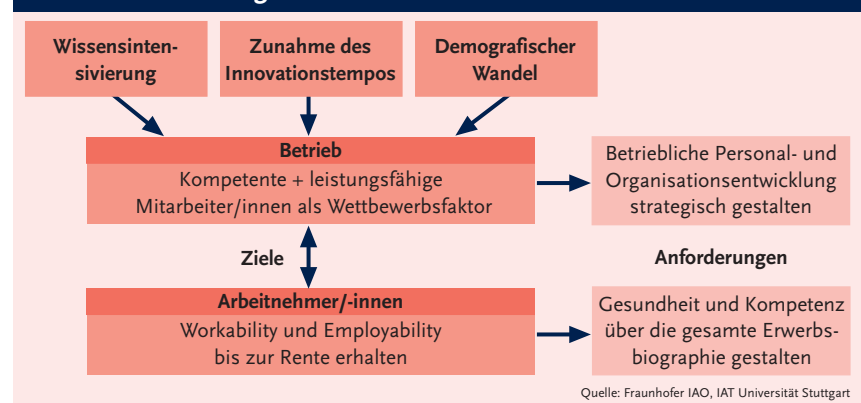 Wissensinten-
sivierung
Zunahme des
Innovationstempos
Demografischer
Wandel
Betrieb
Kompetente + leistungsfähige
Mitarbeiter/innen als Wettbewerbsfaktor
Betriebliche Personal- und
Organisationsentwicklung
strategisch gestalten
Ziele
Anforderungen
Arbeitnehmer/-innen
Workability und Employability
bis zur Rente erhalten
Gesundheit und Kompetenz
über die gesamte Erwerbs-
biographie gestalten
Quelle: Fraunhofer IAO, IAT Universität Stuttgart